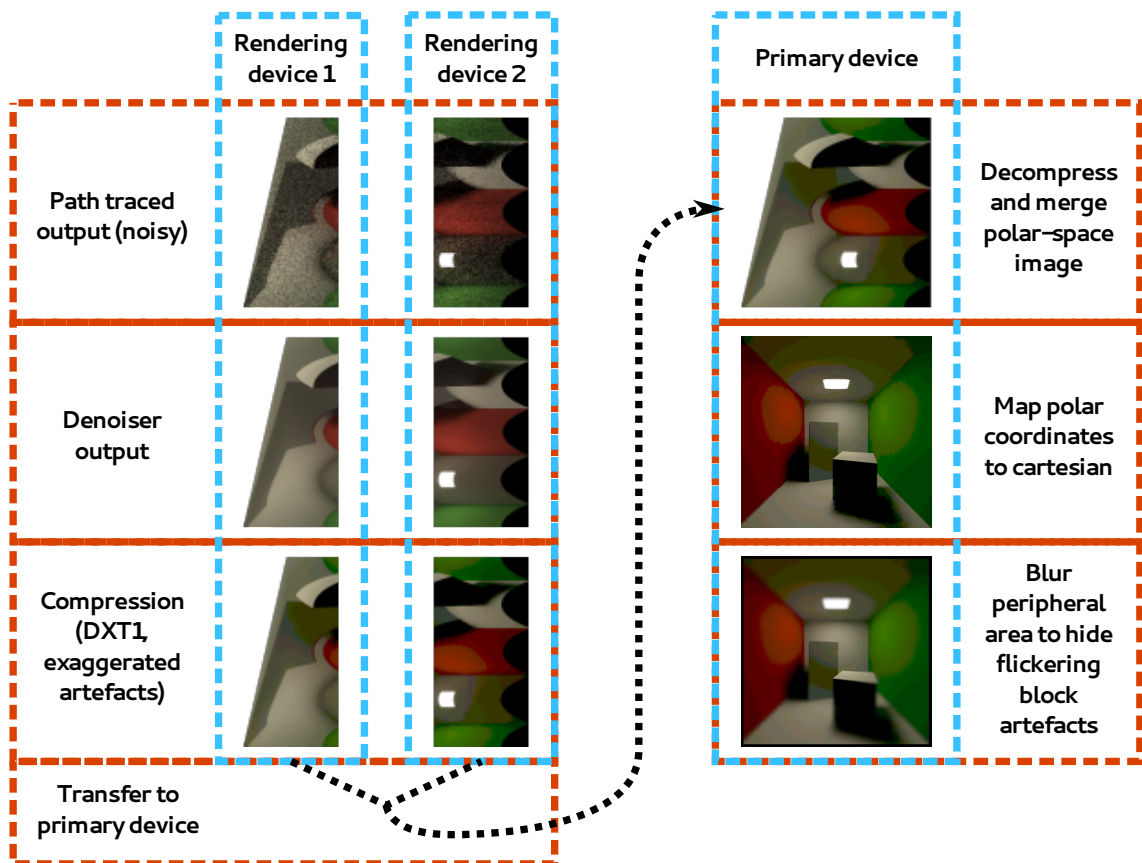 Rendering
device 1
Rendering
device 2
Primary device
Path traced
output (noisy)
Decompress
and merge
polar-space
image
Denoiser
output
Map polar
coordinates
to cartesian
Compression
(DXT1,
exaggerated
artefacts)
Blur
peripheral
area to hide
flickering
block
artefacts
Transfer to
primary device